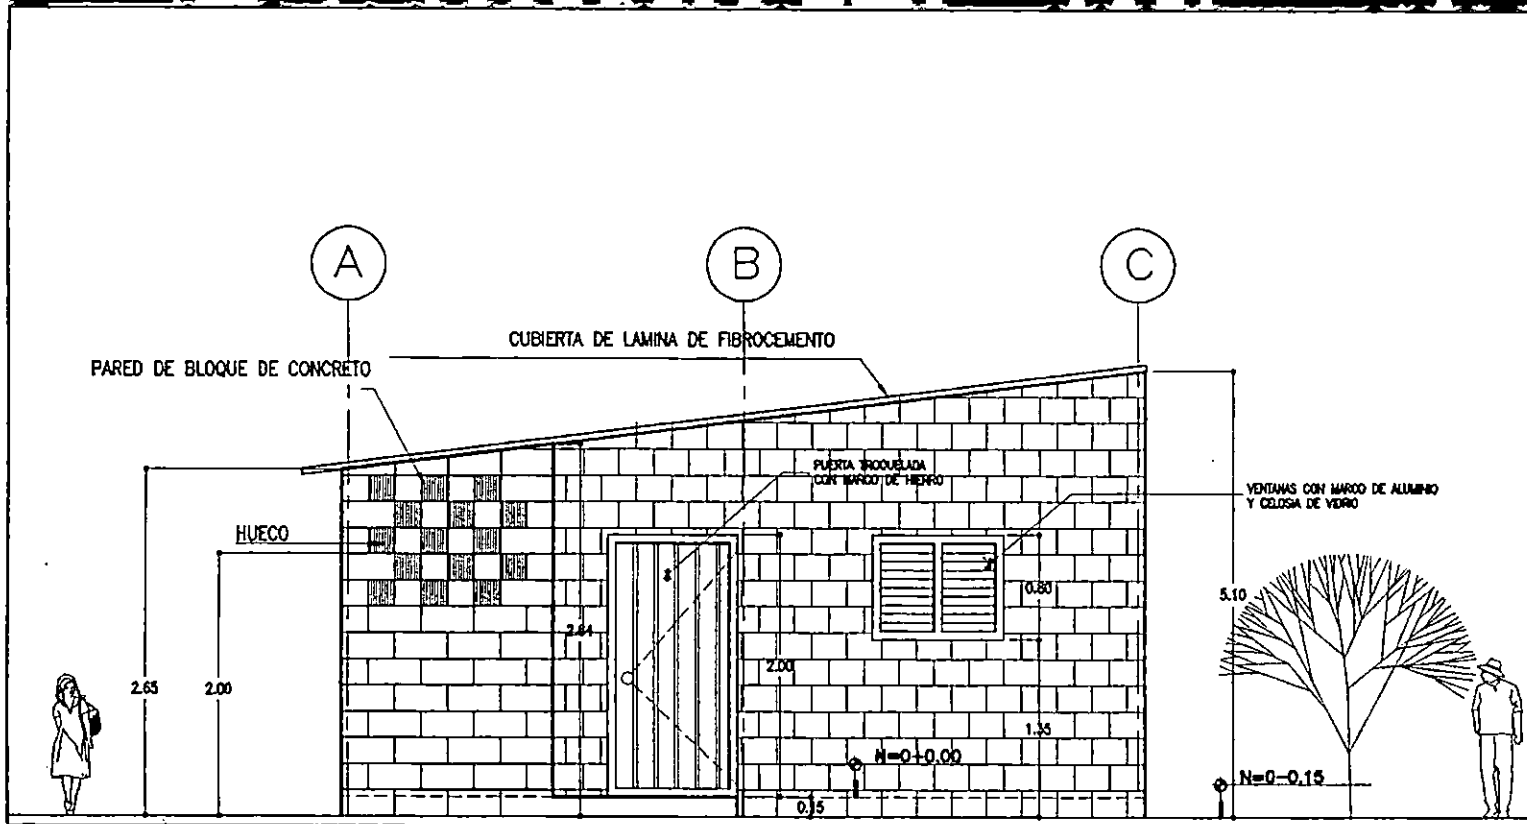 A B C
CUBIERTA DE LAMINA DE FIBROCEMENTO
PARED DE BLOQUE DE CONCRETO
PUERTA TROQUELADA
CON MARCO DE HIERRO
VENTANAS CON MARCO DE ALUMINIO
Y CELOSIA DE VIDRIO
HUECO
0.80
5.10
2.64
2.00
2.65
2.00
1.35
N=0+0.00
N=0-0.15
0.15